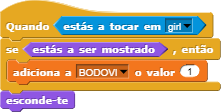 Quando estás a tocar em girl
se estás a ser mostrado , então
adiciona a BODOVI o valor 1
esconde-te